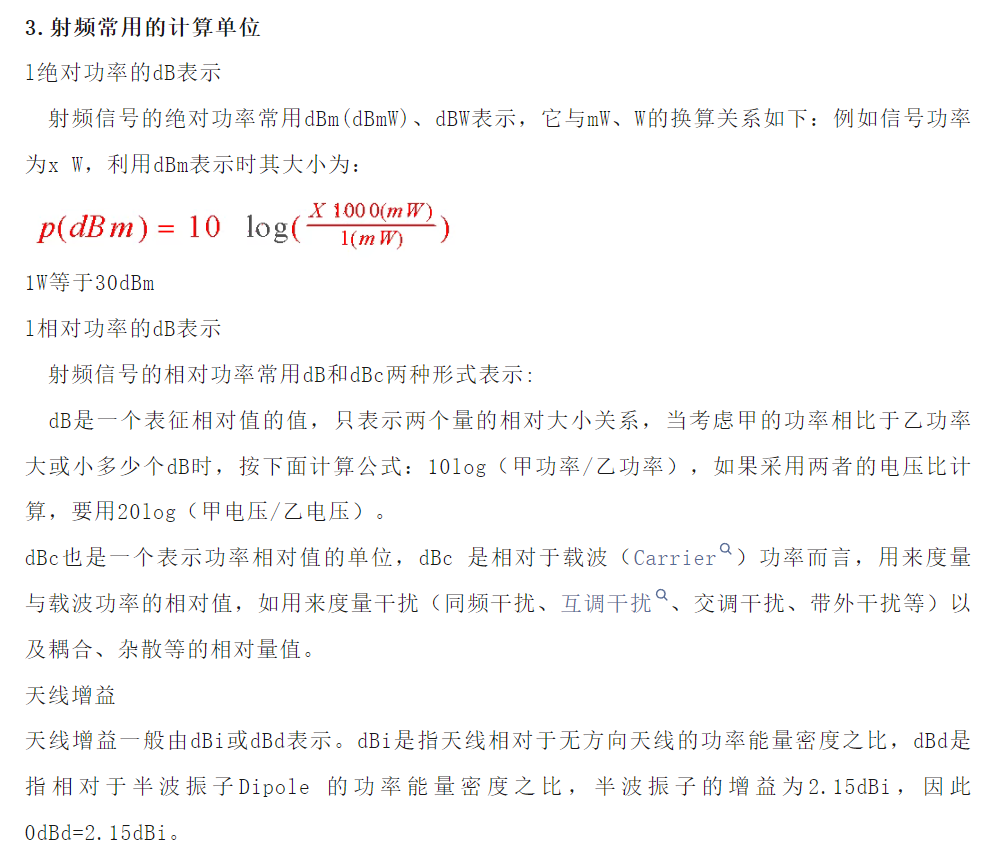 3.射频常用的计算单位
l绝对功率的dB表示
射频信号的绝对功率常用dBm(dBmW)、dBW表示，它与mW、W的换算关系如下：例如信号功率
为x W，利用dBm表示时其大小为：
p(dBm) = 10 log(X 1000(mW)/1(mW))
1W等于30dBm
l相对功率的dB表示
射频信号的相对功率常用dB和dBc两种形式表示:
dB是一个表征相对值的值，只表示两个量的相对大小关系，当考虑甲的功率相比于乙功率
大或小多少个dB时，按下面计算公式：10log（甲功率/乙功率），如果采用两者的电压比计
算，要用20log（甲电压/乙电压）。
dBc也是一个表示功率相对值的单位，dBc 是相对于载波（Carrier）功率而言，用来度量
与载波功率的相对值，如用来度量干扰（同频干扰、互调干扰、交调干扰、带外干扰等）以
及耦合、杂散等的相对量值。
天线增益
天线增益一般由dBi或dBd表示。dBi是指天线相对于无方向天线的功率能量密度之比，dBd是
指相对于半波振子Dipole 的功率能量密度之比，半波振子的增益为2.15dBi，因此
0dBd=2.15dBi。